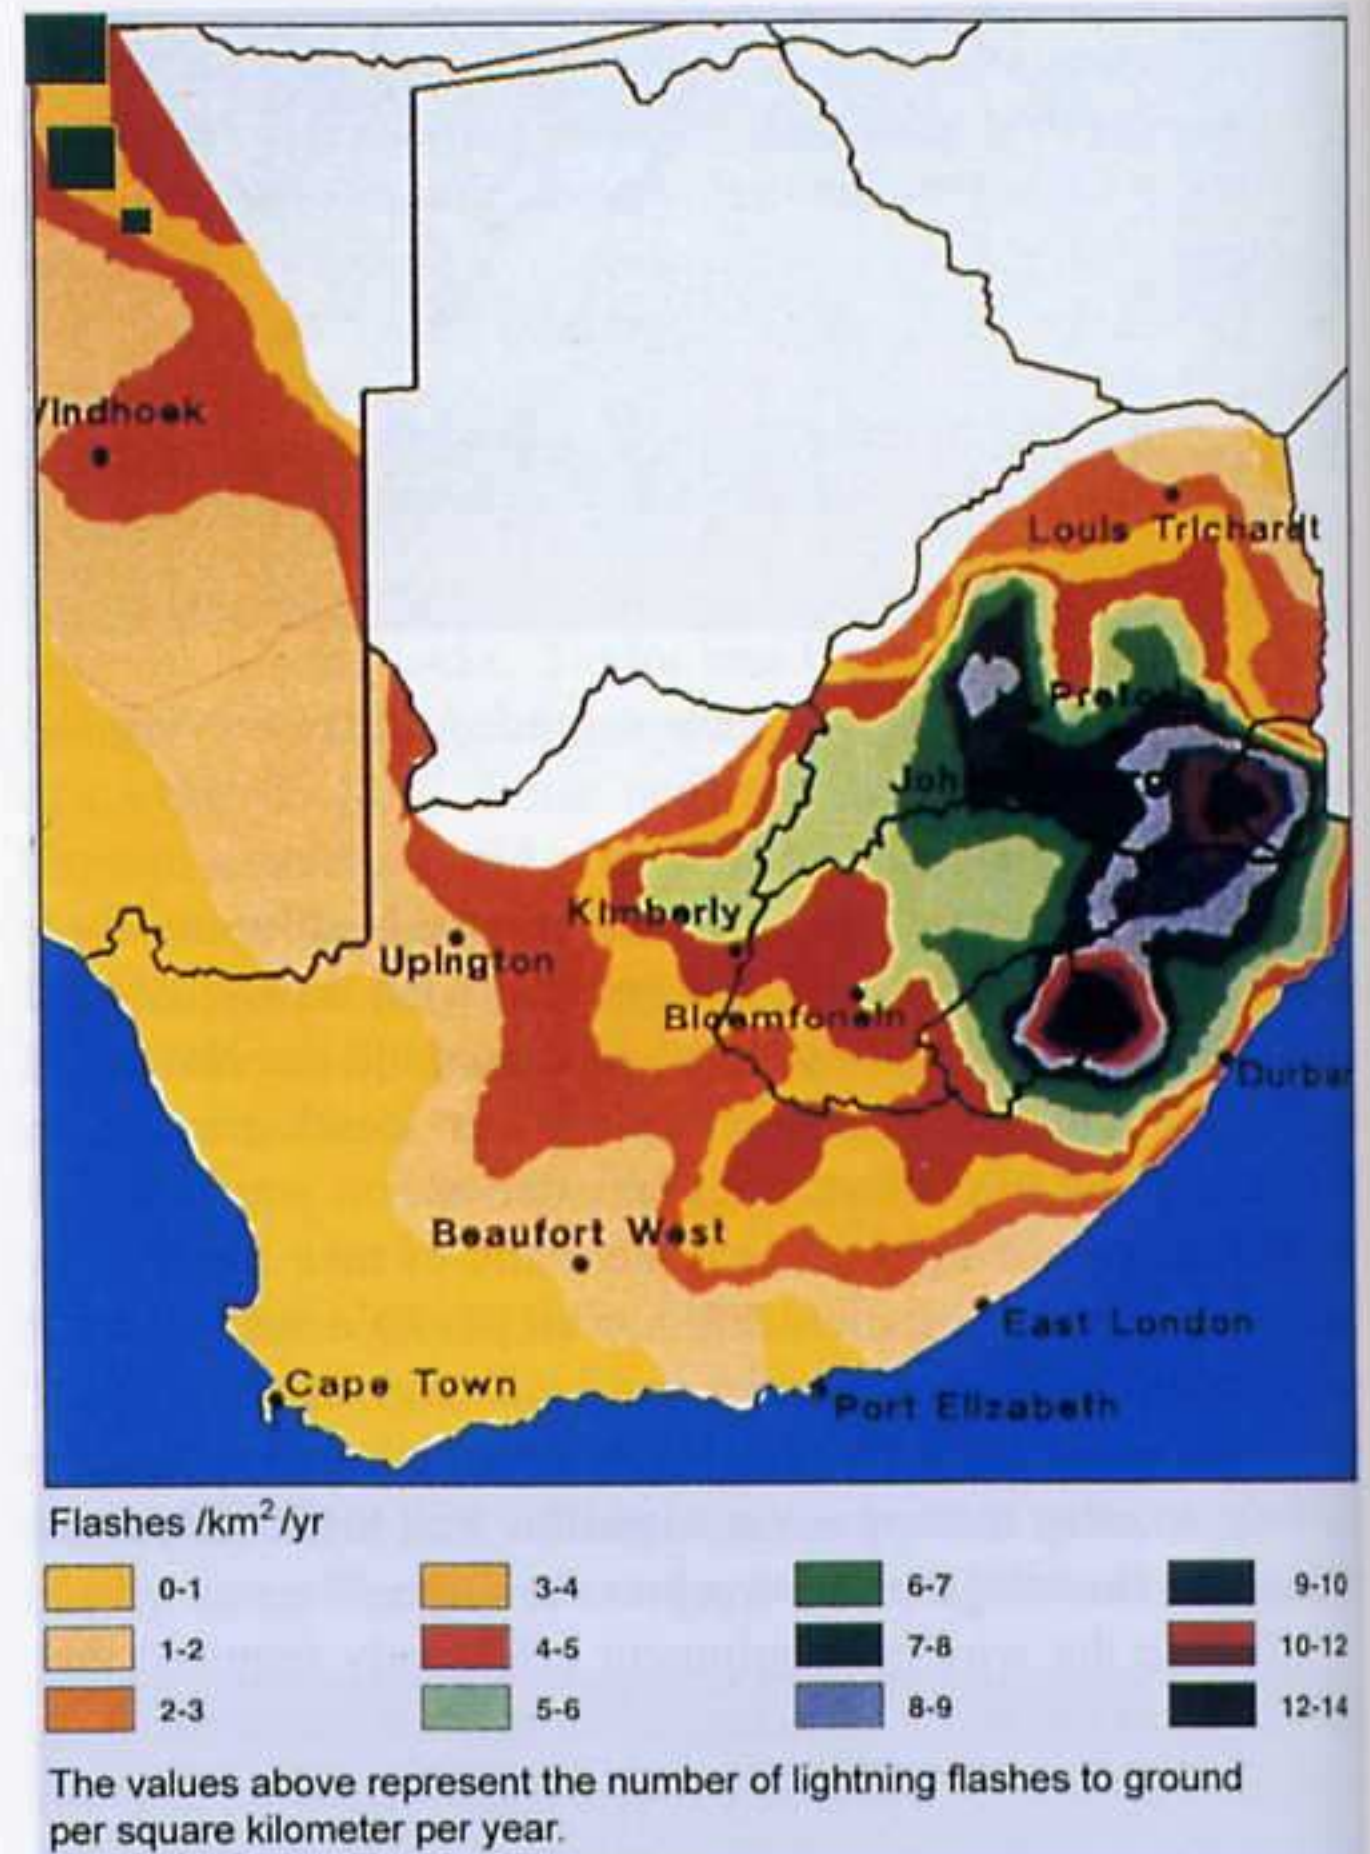 /indhoek
Louis Trichardt
Kimberly
Upington
Bloemfonein
Durban
Beaufort West
East London
Cape Town
Port Elizabeth
Flashes /km²/yr
0-1 3-4 6-7 9-10
1-2 4-5 7-8 10-12
2-3 5-6 8-9 12-14
The values above represent the number of lightning flashes to ground
per square kilometer per year.